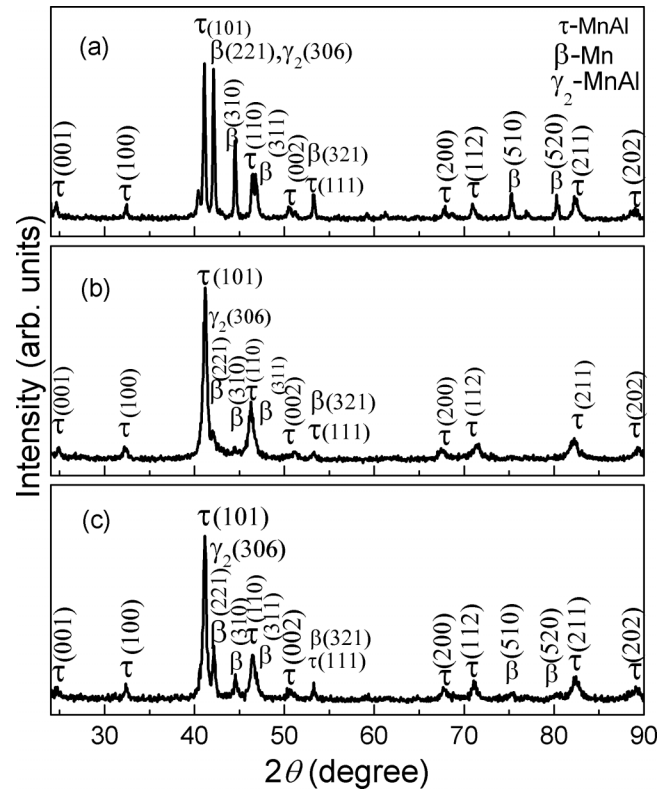 τ(101)
(a)
β(221),γ₂(306)
τ-MnAl
β-Mn
γ₂-MnAl
τ(001)
τ(100)
β(310)
τ(110)
β(311)
τ(002)
β(321)
τ(111)
τ(200)
τ(112)
β(510)
β(520)
τ(211)
τ(202)
(b)
τ(101)
γ₂(306)
τ(001)
τ(100)
β(221)
β(310)
τ(110)
β(311)
τ(002)
β(321)
τ(111)
τ(200)
τ(112)
τ(211)
τ(202)
(c)
τ(101)
γ₂(306)
τ(001)
τ(100)
β(221)
β(310)
τ(110)
β(311)
τ(002)
β(321)
τ(111)
τ(200)
τ(112)
β(510)
β(520)
τ(211)
τ(202)
Intensity (arb. units)
30 40 50 60 70 80 90
2θ (degree)